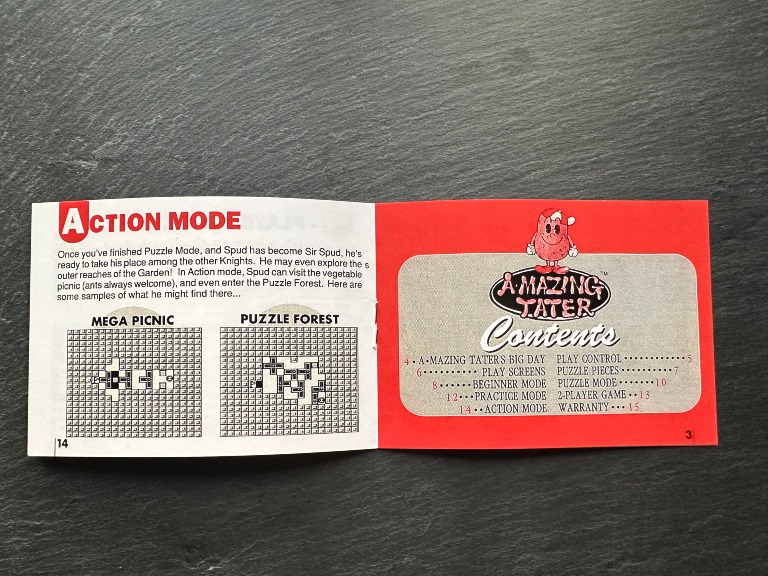 ACTION MODE
Once you've finished Puzzle Mode, and Spud has become Sir Spud, he's
ready to take his place among the other Knights. He may even explore the
outer reaches of the Garden! In Action mode, Spud can visit the vegetable
picnic (ants always welcome), and even enter the Puzzle Forest. Here are
some samples of what he might find there...
MEGA PICNIC
PUZZLE FOREST
14
A·MAZING
TATER™
Contents
4 · A·MAZING TATER'S BIG DAY PLAY CONTROL ·········· 5
6 ········ PLAY SCREENS PUZZLE PIECES ········ 7
8 ······ BEGINNER MODE PUZZLE MODE ······ 10
12 ··· PRACTICE MODE 2-PLAYER GAME ·· 13
14 ·· ACTION MODE WARRANTY ··· 15
3